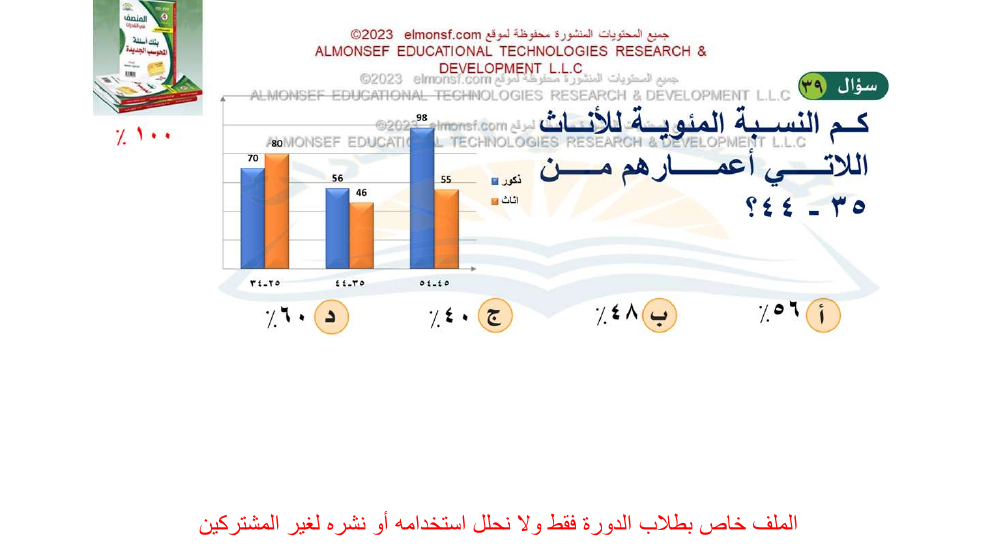 المنصف
بنك أسئلة
المحوسب الجديدة
٪ ١٠٠
جميع المحتويات المنشورة محفوظة لموقع elmonsf.com ©2023
ALMONSEF EDUCATIONAL TECHNOLOGIES RESEARCH &
DEVELOPMENT L.L.C
جميع المحتويات المنشورة محفوظة لموقع elmonsf.com ©2023
ALMONSEF EDUCATIONAL TECHNOLOGIES RESEARCH & DEVELOPMENT L.L.C
جميع المحتويات المنشورة محفوظة لموقع elmonsf.com ©2023
ALMONSEF EDUCATIONAL TECHNOLOGIES RESEARCH & DEVELOPMENT L.L.C
سؤال ٣٩
كم النسبة المئوية للأناث
اللاتي أعمارهم من
٣٥ - ٤٤؟
98
80
70
56
46
55
ذكور
اناث
٢٥-٣٤
٣٥-٤٤
٤٥-٥٤
أ ٥٦٪
ب ٤٨٪
ج ٤٠٪
د ٦٠٪
الملف خاص بطلاب الدورة فقط ولا نحلل استخدامه أو نشره لغير المشتركين